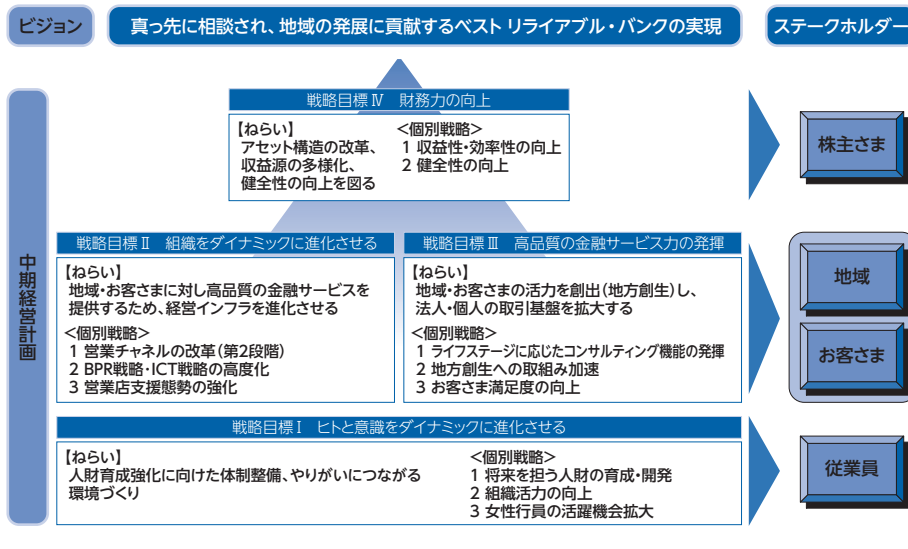 ビジョン
真っ先に相談され、地域の発展に貢献するベスト リライアブル・バンクの実現
ステークホルダー
中期経営計画
戦略目標Ⅳ 財務力の向上
【ねらい】
アセット構造の改革、
収益源の多様化、
健全性の向上を図る
<個別戦略>
1 収益性・効率性の向上
2 健全性の向上
株主さま
戦略目標Ⅱ 組織をダイナミックに進化させる
【ねらい】
地域・お客さまに対し高品質の金融サービスを
提供するため、経営インフラを進化させる
<個別戦略>
1 営業チャネルの改革(第2段階)
2 BPR戦略・ICT戦略の高度化
3 営業店支援態勢の強化
戦略目標Ⅲ 高品質の金融サービス力の発揮
【ねらい】
地域・お客さまの活力を創出(地方創生)し、
法人・個人の取引基盤を拡大する
<個別戦略>
1 ライフステージに応じたコンサルティング機能の発揮
2 地方創生への取組み加速
3 お客さま満足度の向上
地域
お客さま
戦略目標Ⅰ ヒトと意識をダイナミックに進化させる
【ねらい】
人財育成強化に向けた体制整備、やりがいにつながる
環境づくり
<個別戦略>
1 将来を担う人財の育成・開発
2 組織活力の向上
3 女性行員の活躍機会拡大
従業員